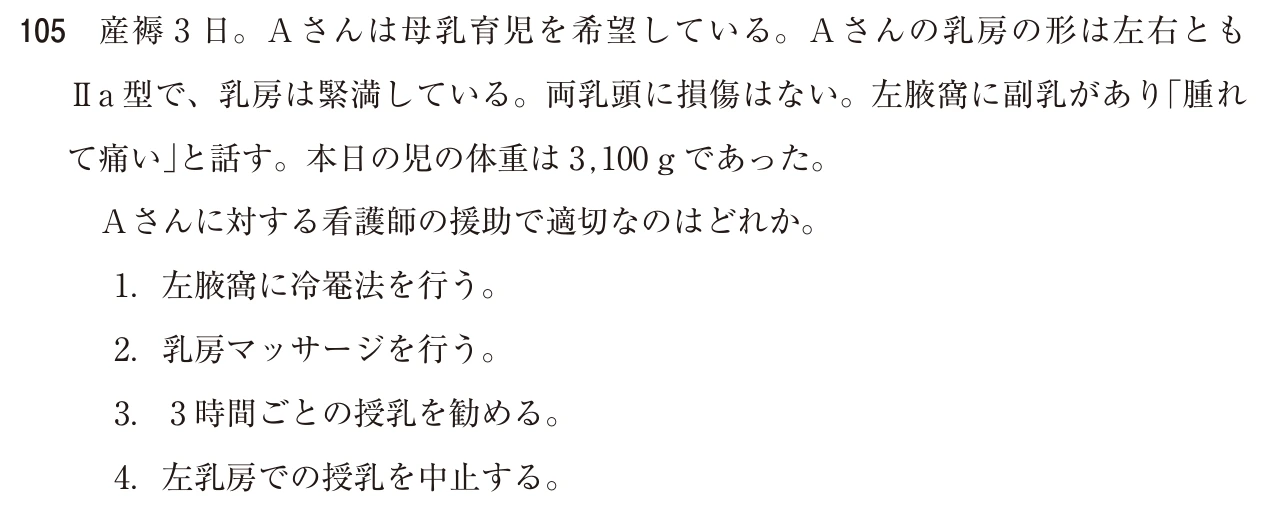 105 産褥3日。Aさんは母乳育児を希望している。Aさんの乳房の形は左右とも
Ⅱa型で、乳房は緊満している。両乳頭に損傷はない。左腋窩に副乳があり「腫れ
て痛い」と話す。本日の児の体重は3,100 gであった。
Aさんに対する看護師の援助で適切なのはどれか。
1. 左腋窩に冷罨法を行う。
2. 乳房マッサージを行う。
3. 3時間ごとの授乳を勧める。
4. 左乳房での授乳を中止する。